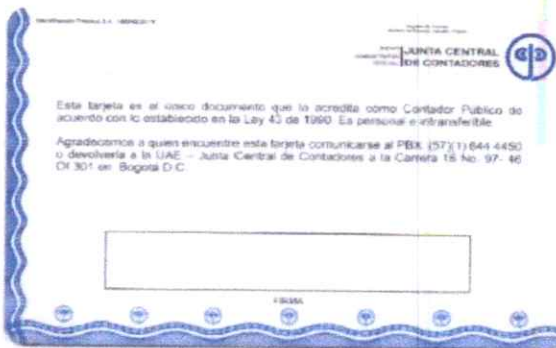 JUNTA CENTRAL
DE CONTADORES
Esta tarjeta es el único documento que lo acredita como Contador Público de
acuerdo con lo establecido en la Ley 43 de 1990. Es personal e intransferible.
Agradecemos a quien encuentre esta tarjeta comunicarse al PBX (57)(1) 644 4450
o devolverla a la UAE – Junta Central de Contadores a la Carrera 16 No. 97- 46
Of 301 en Bogotá D.C.
FIRMA